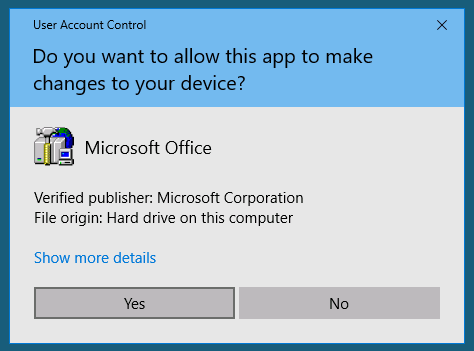 User Account Control
Do you want to allow this app to make
changes to your device?
Microsoft Office
Verified publisher: Microsoft Corporation
File origin: Hard drive on this computer
Show more details
Yes No